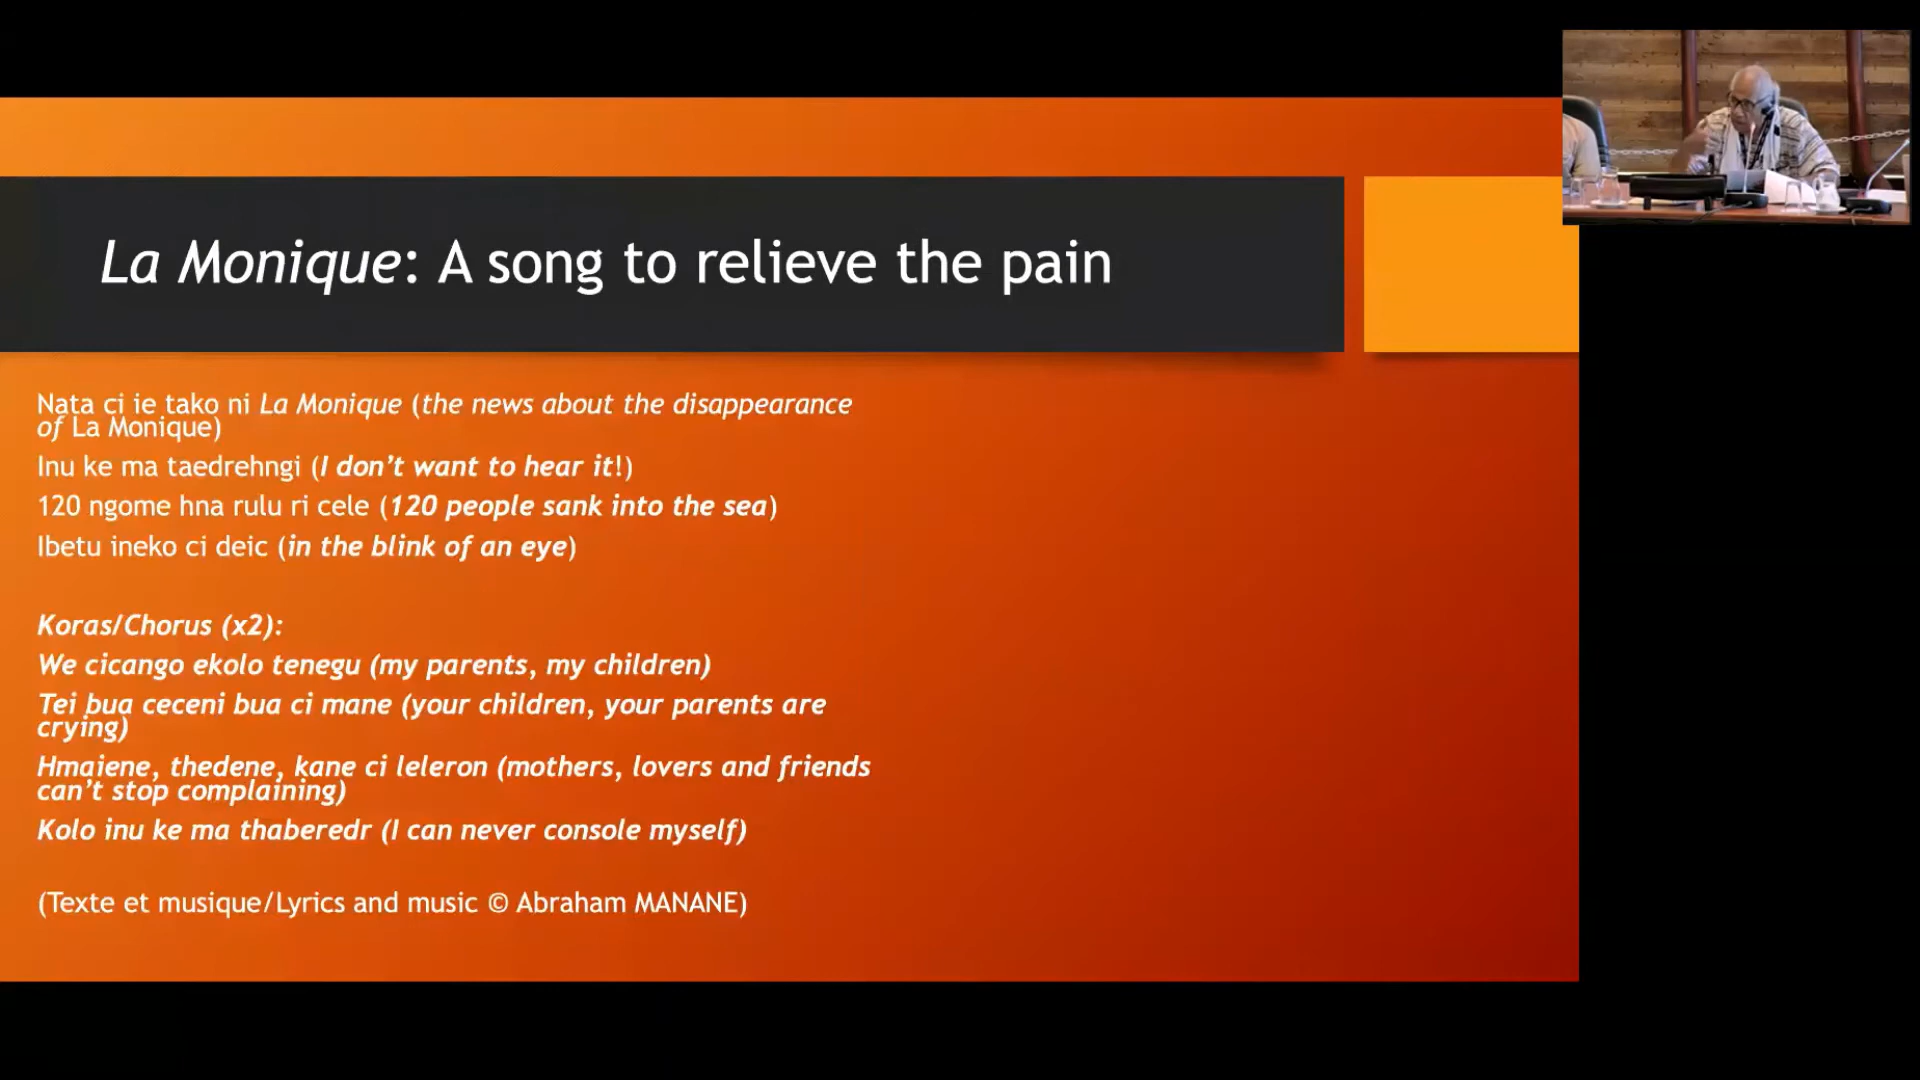 La Monique: A song to relieve the pain
Nata ci ie tako ni La Monique (the news about the disappearance
of La Monique)
Inu ke ma taedrehngi (I don't want to hear it!)
120 ngome hna rulu ri cele (120 people sank into the sea)
Ibetu ineko ci deic (in the blink of an eye)
Koras/Chorus (x2):
We cicango ekolo tenegu (my parents, my children)
Tei bua ceceni bua ci mane (your children, your parents are
crying)
Hmaiene, thedene, kane ci leleron (mothers, lovers and friends
can't stop complaining)
Kolo inu ke ma thaberedr (I can never console myself)
(Texte et musique/Lyrics and music © Abraham MANANE)